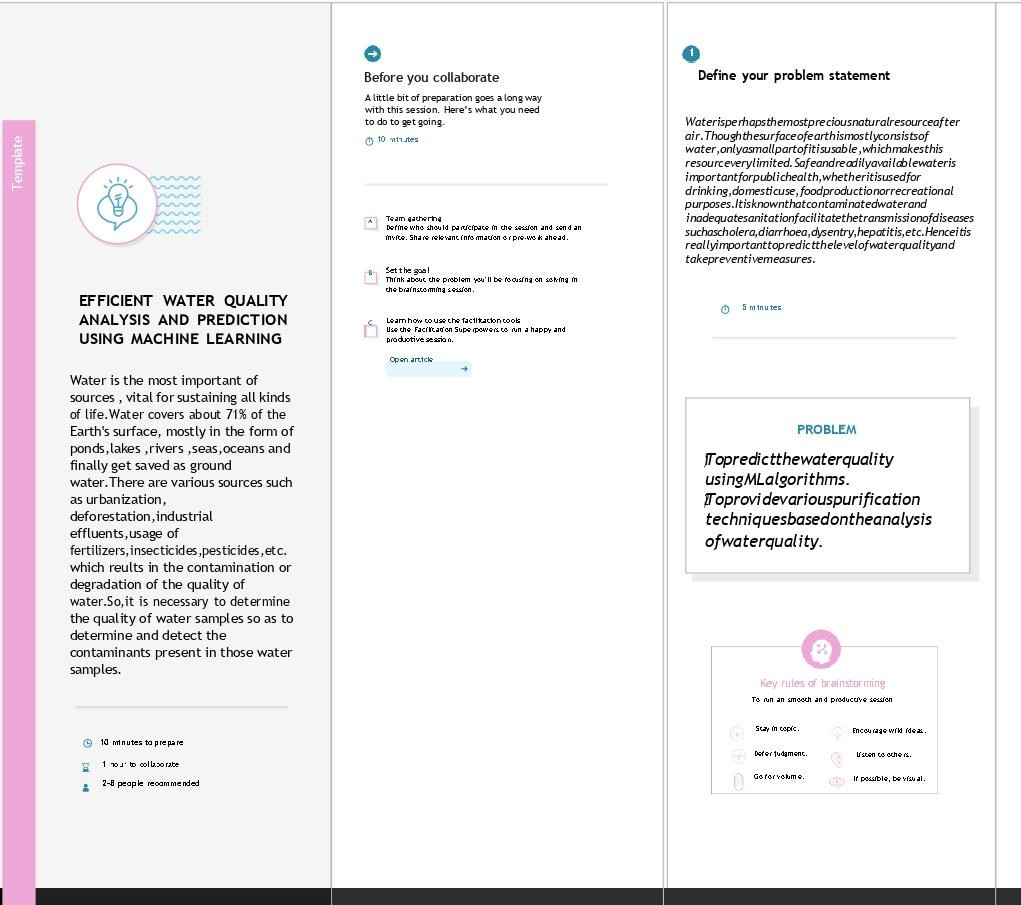 Template
EFFICIENT WATER QUALITY
ANALYSIS AND PREDICTION
USING MACHINE LEARNING
Water is the most important of
sources , vital for sustaining all kinds
of life.Water covers about 71% of the
Earth's surface, mostly in the form of
ponds,lakes ,rivers ,seas,oceans and
finally get saved as ground
water.There are various sources such
as urbanization,
deforestation,industrial
effluents,usage of
fertilizers,insecticides,pesticides,etc.
which reults in the contamination or
degradation of the quality of
water.So,it is necessary to determine
the quality of water samples so as to
determine and detect the
contaminants present in those water
samples.
10 minutes to prepare
1 hour to collaborate
2-8 people recommended
Before you collaborate
A little bit of preparation goes a long way
with this session. Here's what you need
to do to get going.
10 minutes
A
Team gathering
Define who should participate in the session and send an
invite. Share relevant information or pre-work ahead.
B
Set the goal
Think about the problem you'll be focusing on solving in
the brainstorming session.
C
Learn how to use the facilitation tools
Use the Facilitation Superpowers to run a happy and
productive session.
Open article
1
Define your problem statement
Waterisperhapsthemostpreciousnaturalresourceafter
air.Thoughthesurfaceofearthismostlyconsistsof
water,onlyasmallpartofitisusable,whichmakesthis
resourceverylimited.Safeandreadilyavailablewateris
importantforpublichealth,whetheritisusedfor
drinking,domesticuse,foodproductionorrecreational
purposes.Itisknownthatcontaminatedwaterand
inadequatesanitationfacilitatethetransmissionofdiseases
suchascholera,diarrhoea,dysentry,hepatitis,etc.Henceitis
reallyimportanttopredictthelevelofwaterqualityand
takepreventivemeasures.
5 minutes
PROBLEM
Topredictthewaterquality
usingMLalgorithms.
Toprovidevariouspurification
techniquesbasedontheanalysis
ofwaterquality.
Key rules of brainstorming
To run an smooth and productive session
Stay in topic.
Encourage wild ideas.
Defer judgment.
Listen to others.
Go for volume.
If possible, be visual.